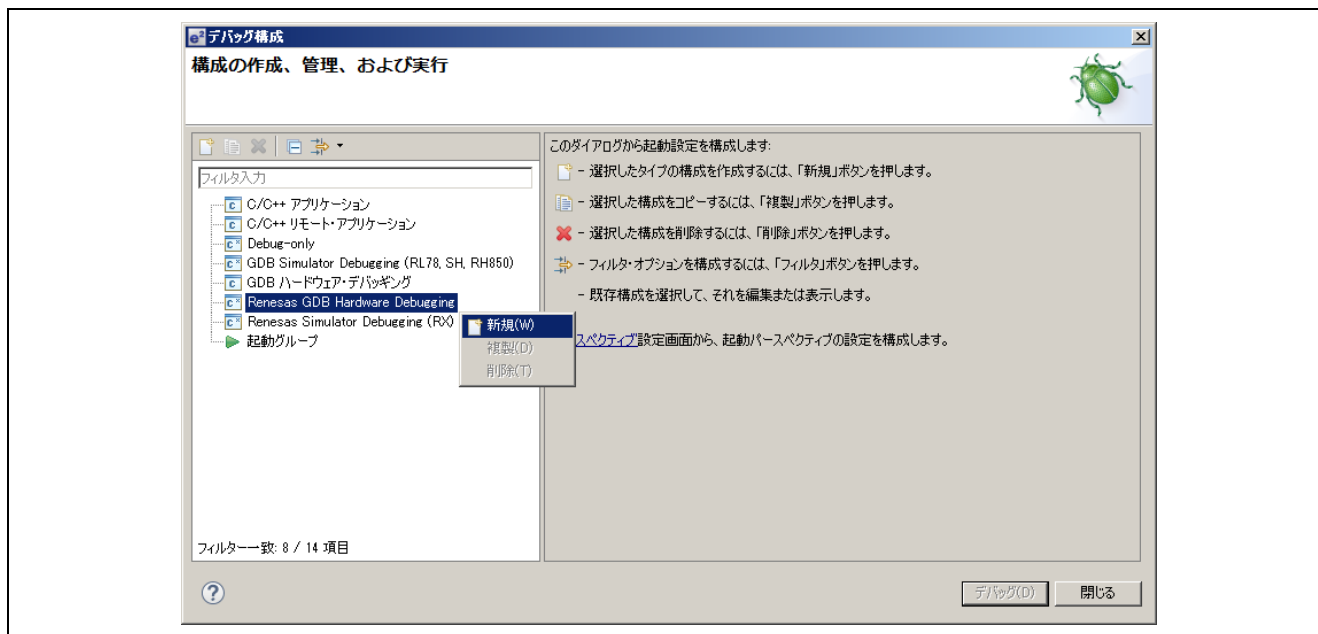 e² デバッグ構成
構成の作成、管理、および実行
フィルタ入力
C/C++ アプリケーション
C/C++ リモート・アプリケーション
Debug-only
GDB Simulator Debugging (RL78, SH, RH850)
GDB ハードウェア・デバッギング
Renesas GDB Hardware Debugging
Renesas Simulator Debugging (RX)
起動グループ
新規(W)
複製(D)
削除(T)
フィルター一致: 8 / 14 項目
このダイアログから起動設定を構成します:
- 選択したタイプの構成を作成するには、「新規」ボタンを押します。
- 選択した構成をコピーするには、「複製」ボタンを押します。
- 選択した構成を削除するには、「削除」ボタンを押します。
- フィルタ・オプションを構成するには、「フィルタ」ボタンを押します。
- 既存構成を選択して、それを編集または表示します。
スペクティブ設定画面から、起動パースペクティブの設定を構成します。
デバッグ(D)
閉じる